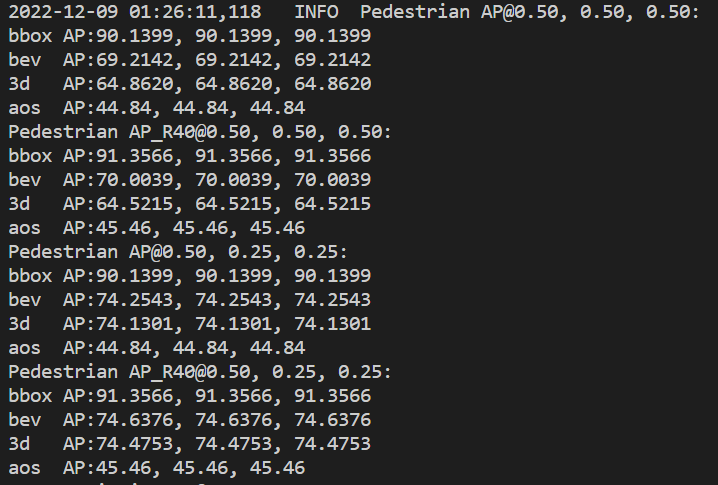 2022-12-09 01:26:11,118   INFO  Pedestrian AP@0.50, 0.50, 0.50:
bbox AP:90.1399, 90.1399, 90.1399
bev  AP:69.2142, 69.2142, 69.2142
3d   AP:64.8620, 64.8620, 64.8620
aos  AP:44.84, 44.84, 44.84
Pedestrian AP_R40@0.50, 0.50, 0.50:
bbox AP:91.3566, 91.3566, 91.3566
bev  AP:70.0039, 70.0039, 70.0039
3d   AP:64.5215, 64.5215, 64.5215
aos  AP:45.46, 45.46, 45.46
Pedestrian AP@0.50, 0.25, 0.25:
bbox AP:90.1399, 90.1399, 90.1399
bev  AP:74.2543, 74.2543, 74.2543
3d   AP:74.1301, 74.1301, 74.1301
aos  AP:44.84, 44.84, 44.84
Pedestrian AP_R40@0.50, 0.25, 0.25:
bbox AP:91.3566, 91.3566, 91.3566
bev  AP:74.6376, 74.6376, 74.6376
3d   AP:74.4753, 74.4753, 74.4753
aos  AP:45.46, 45.46, 45.46